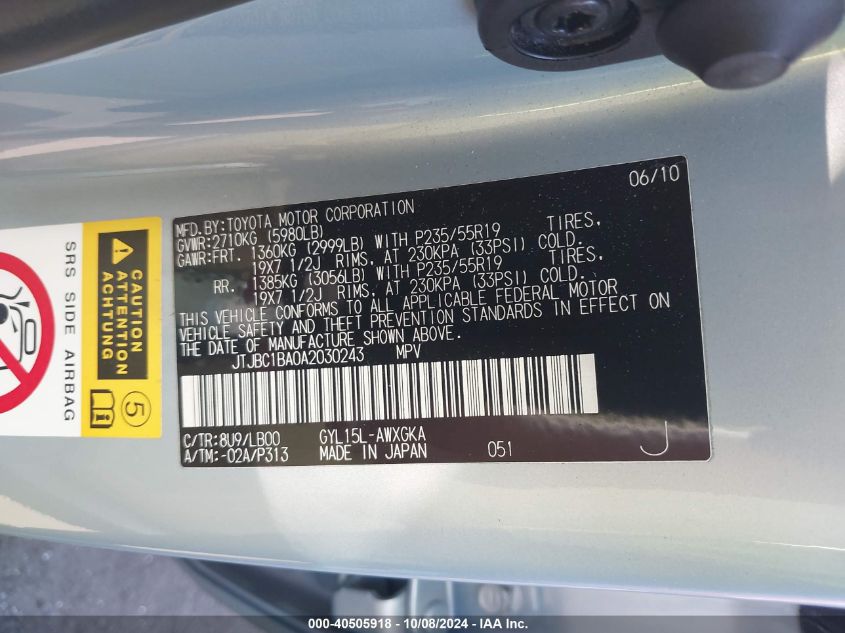 06/10
MFD.BY:TOYOTA MOTOR CORPORATION
GVWR:2710KG (5980LB)
GAWR:FRT. 1360KG (2999LB) WITH P235/55R19 TIRES,
19X7 1/2J RIMS, AT 230KPA (33PSI) COLD.
RR. 1385KG (3056LB) WITH P235/55R19 TIRES,
19X7 1/2J RIMS, AT 230KPA (33PSI) COLD.
THIS VEHICLE CONFORMS TO ALL APPLICABLE FEDERAL MOTOR
VEHICLE SAFETY AND THEFT PREVENTION STANDARDS IN EFFECT ON
THE DATE OF MANUFACTURE SHOWN ABOVE.
JTJBC1BA0A2030243 MPV
C/TR:8U9/LB00 GYL15L-AWXGKA
A/TM:-02A/P313 MADE IN JAPAN 051 J
SRS SIDE AIRBAG
CAUTION
ATTENTION
ACHTUNG
5
000-40505918 - 10/08/2024 - IAAI, Inc.